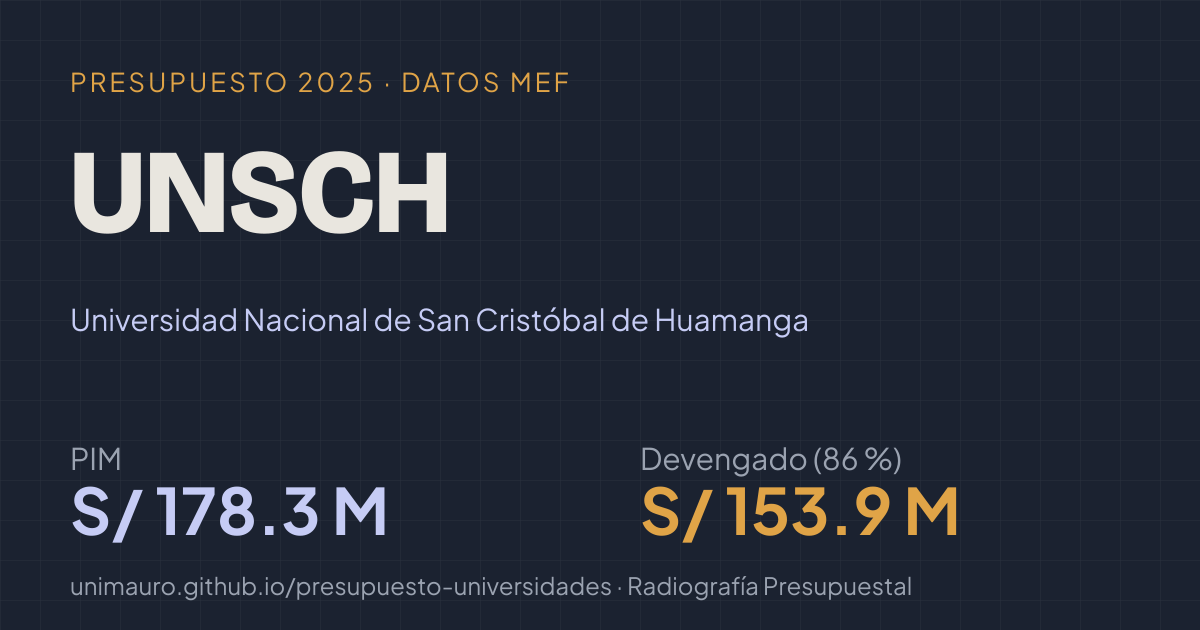 PRESUPUESTO 2025 · DATOS MEF
UNSCH
Universidad Nacional de San Cristóbal de Huamanga
PIM
S/ 178.3 M
Devengado (86 %)
S/ 153.9 M
unimauro.github.io/presupuesto-universidades · Radiografía Presupuestal